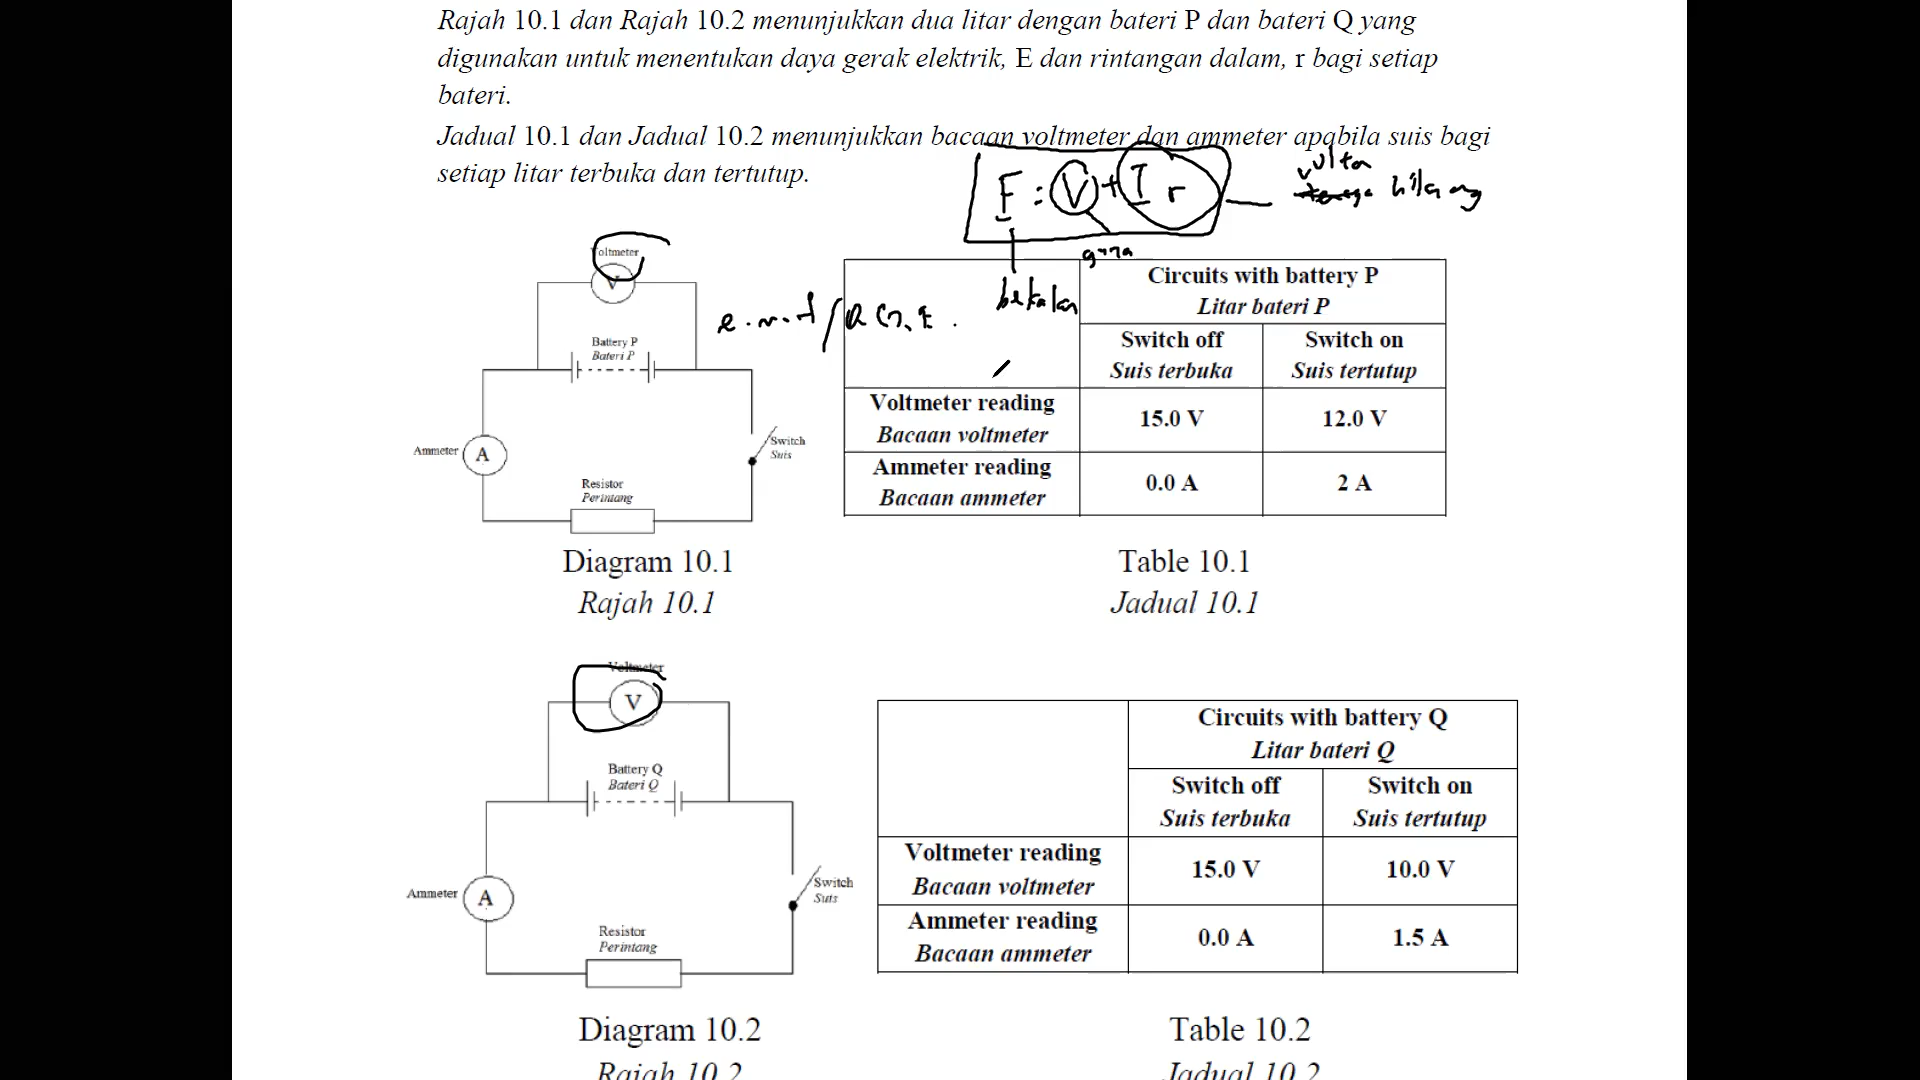 Rajah 10.1 dan Rajah 10.2 menunjukkan dua litar dengan bateri P dan bateri Q yang
digunakan untuk menentukan daya gerak elektrik, E dan rintangan dalam, r bagi setiap
bateri.
Jadual 10.1 dan Jadual 10.2 menunjukkan bacaan voltmeter dan ammeter apabila suis bagi
setiap litar terbuka dan tertutup.
E = V + I r
volta
hilang
guna
bekalan
e.m.f / d.g.e.
Voltmeter
V
Battery P
Bateri P
Ammeter
A
Switch
Suis
Resistor
Perintang
Diagram 10.1
Rajah 10.1
Circuits with battery P
Litar bateri P
Switch off Switch on
Suis terbuka Suis tertutup
Voltmeter reading
Bacaan voltmeter
15.0 V 12.0 V
Ammeter reading
Bacaan ammeter
0.0 A 2 A
Table 10.1
Jadual 10.1
Voltmeter
V
Battery Q
Bateri Q
Ammeter
A
Switch
Suis
Resistor
Perintang
Diagram 10.2
Rajah 10.2
Circuits with battery Q
Litar bateri Q
Switch off Switch on
Suis terbuka Suis tertutup
Voltmeter reading
Bacaan voltmeter
15.0 V 10.0 V
Ammeter reading
Bacaan ammeter
0.0 A 1.5 A
Table 10.2
Jadual 10.2